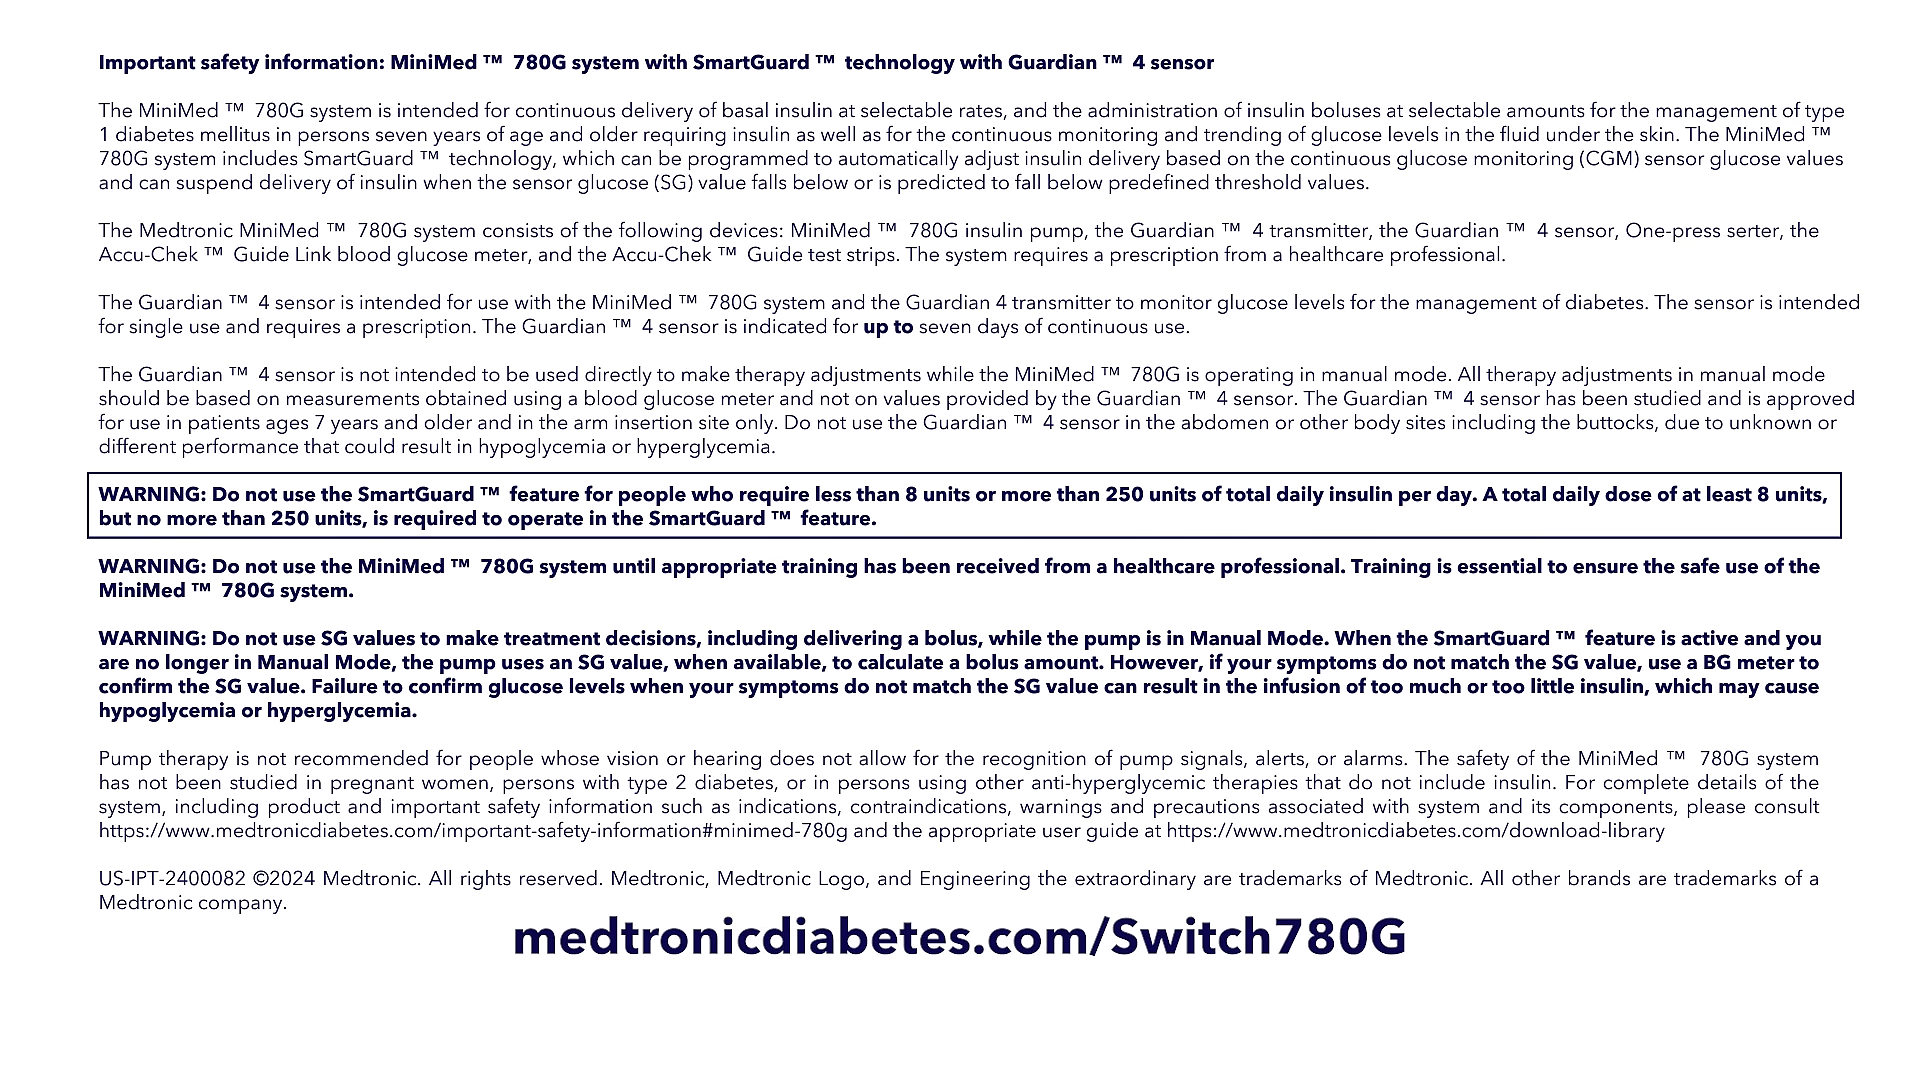 Important safety information: MiniMed ™ 780G system with SmartGuard ™ technology with Guardian ™ 4 sensor
The MiniMed ™ 780G system is intended for continuous delivery of basal insulin at selectable rates, and the administration of insulin boluses at selectable amounts for the management of type
1 diabetes mellitus in persons seven years of age and older requiring insulin as well as for the continuous monitoring and trending of glucose levels in the fluid under the skin. The MiniMed ™
780G system includes SmartGuard ™ technology, which can be programmed to automatically adjust insulin delivery based on the continuous glucose monitoring (CGM) sensor glucose values
and can suspend delivery of insulin when the sensor glucose (SG) value falls below or is predicted to fall below predefined threshold values.
The Medtronic MiniMed ™ 780G system consists of the following devices: MiniMed ™ 780G insulin pump, the Guardian ™ 4 transmitter, the Guardian ™ 4 sensor, One-press serter, the
Accu-Chek ™ Guide Link blood glucose meter, and the Accu-Chek ™ Guide test strips. The system requires a prescription from a healthcare professional.
The Guardian ™ 4 sensor is intended for use with the MiniMed ™ 780G system and the Guardian 4 transmitter to monitor glucose levels for the management of diabetes. The sensor is intended
for single use and requires a prescription. The Guardian ™ 4 sensor is indicated for up to seven days of continuous use.
The Guardian ™ 4 sensor is not intended to be used directly to make therapy adjustments while the MiniMed ™ 780G is operating in manual mode. All therapy adjustments in manual mode
should be based on measurements obtained using a blood glucose meter and not on values provided by the Guardian ™ 4 sensor. The Guardian ™ 4 sensor has been studied and is approved
for use in patients ages 7 years and older and in the arm insertion site only. Do not use the Guardian ™ 4 sensor in the abdomen or other body sites including the buttocks, due to unknown or
different performance that could result in hypoglycemia or hyperglycemia.
WARNING: Do not use the SmartGuard ™ feature for people who require less than 8 units or more than 250 units of total daily insulin per day. A total daily dose of at least 8 units,
but no more than 250 units, is required to operate in the SmartGuard ™ feature.
WARNING: Do not use the MiniMed ™ 780G system until appropriate training has been received from a healthcare professional. Training is essential to ensure the safe use of the
MiniMed ™ 780G system.
WARNING: Do not use SG values to make treatment decisions, including delivering a bolus, while the pump is in Manual Mode. When the SmartGuard ™ feature is active and you
are no longer in Manual Mode, the pump uses an SG value, when available, to calculate a bolus amount. However, if your symptoms do not match the SG value, use a BG meter to
confirm the SG value. Failure to confirm glucose levels when your symptoms do not match the SG value can result in the infusion of too much or too little insulin, which may cause
hypoglycemia or hyperglycemia.
Pump therapy is not recommended for people whose vision or hearing does not allow for the recognition of pump signals, alerts, or alarms. The safety of the MiniMed ™ 780G system
has not been studied in pregnant women, persons with type 2 diabetes, or in persons using other anti-hyperglycemic therapies that do not include insulin. For complete details of the
system, including product and important safety information such as indications, contraindications, warnings and precautions associated with system and its components, please consult
https://www.medtronicdiabetes.com/important-safety-information#minimed-780g and the appropriate user guide at https://www.medtronicdiabetes.com/download-library
US-IPT-2400082 ©2024 Medtronic. All rights reserved. Medtronic, Medtronic Logo, and Engineering the extraordinary are trademarks of Medtronic. All other brands are trademarks of a
Medtronic company.
medtronicdiabetes.com/Switch780G